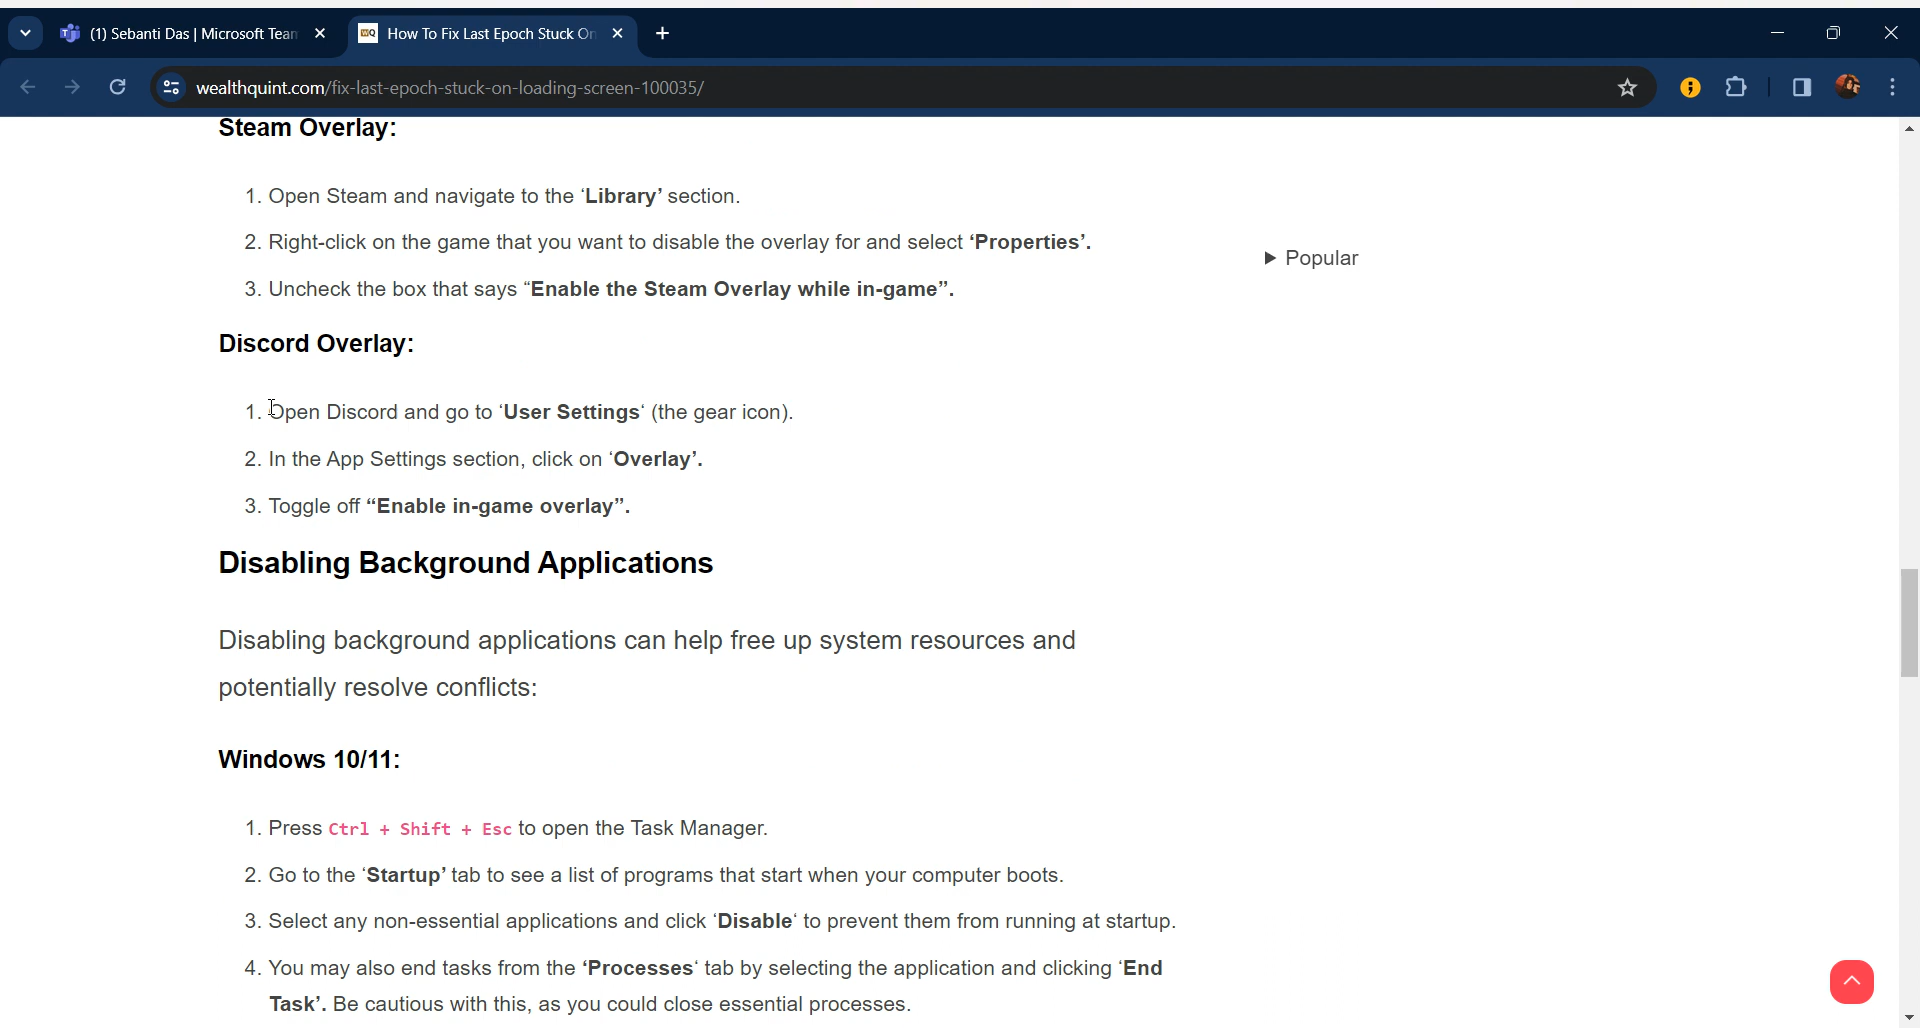 (1) Sebanti Das | Microsoft Team
How To Fix Last Epoch Stuck On
wealthquint.com/fix-last-epoch-stuck-on-loading-screen-100035/
Steam Overlay:
1. Open Steam and navigate to the ‘Library’ section.
2. Right-click on the game that you want to disable the overlay for and select ‘Properties’.
Popular
3. Uncheck the box that says “Enable the Steam Overlay while in-game”.
Discord Overlay:
1. Open Discord and go to ‘User Settings‘ (the gear icon).
2. In the App Settings section, click on ‘Overlay’.
3. Toggle off “Enable in-game overlay”.
Disabling Background Applications
Disabling background applications can help free up system resources and
potentially resolve conflicts:
Windows 10/11:
1. Press Ctrl + Shift + Esc to open the Task Manager.
2. Go to the ‘Startup’ tab to see a list of programs that start when your computer boots.
3. Select any non-essential applications and click ‘Disable‘ to prevent them from running at startup.
4. You may also end tasks from the ‘Processes‘ tab by selecting the application and clicking ‘End
Task’. Be cautious with this, as you could close essential processes.